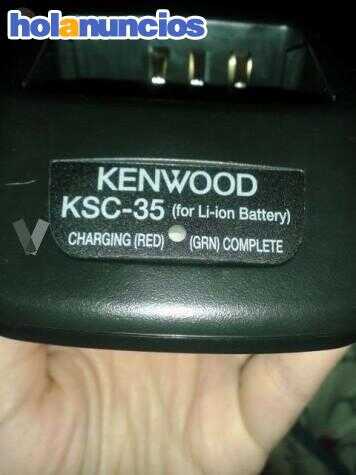 holanuncios
KENWOOD
KSC-35 (for Li-ion Battery)
CHARGING (RED) (GRN) COMPLETE
V